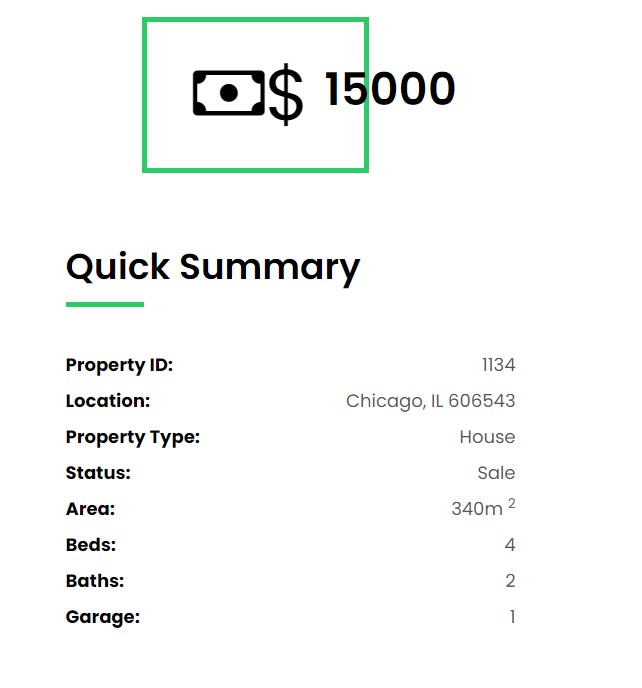 $ 15000
Quick Summary
Property ID: 1134
Location: Chicago, IL 606543
Property Type: House
Status: Sale
Area: 340m 2
Beds: 4
Baths: 2
Garage: 1